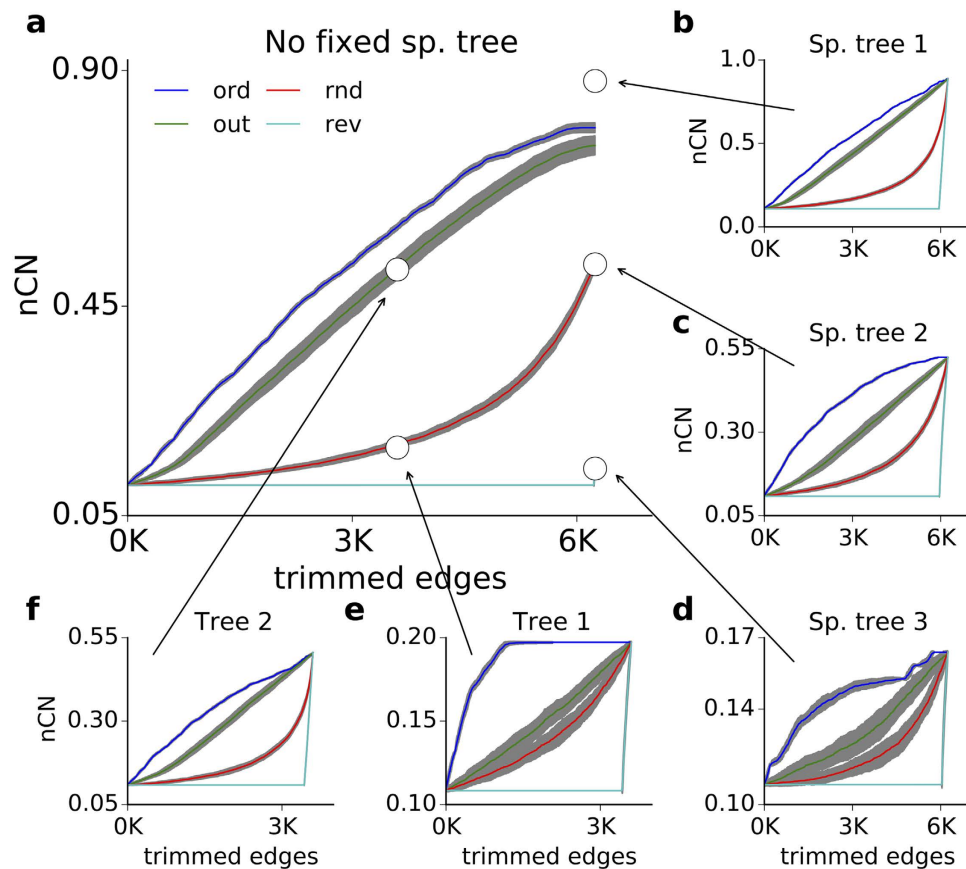 a
No fixed sp. tree
0.90
0.45
0.05
nCN
ord
rnd
out
rev
0K
3K
6K
trimmed edges
b
Sp. tree 1
1.0
0.5
0.0
nCN
0K
3K
6K
c
Sp. tree 2
0.55
0.30
0.05
nCN
0K
3K
6K
f
Tree 2
0.55
0.30
0.05
nCN
0K
3K
trimmed edges
e
Tree 1
0.20
0.15
0.10
0K
3K
trimmed edges
d
Sp. tree 3
0.17
0.14
0.10
0K
3K
6K
trimmed edges